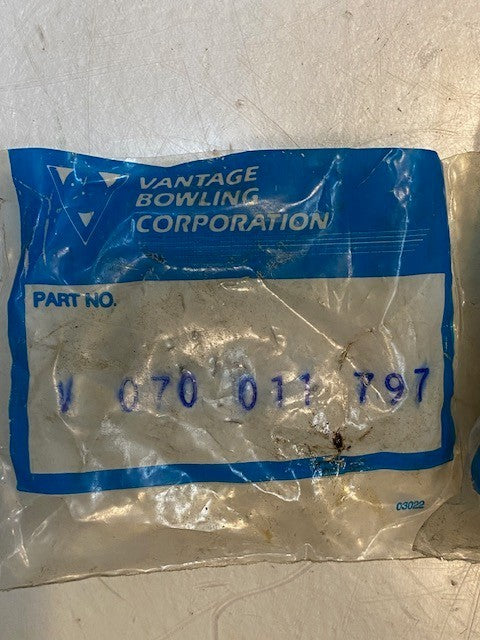 VANTAGE
BOWLING
CORPORATION
PART NO.
V 070 011 797
03022